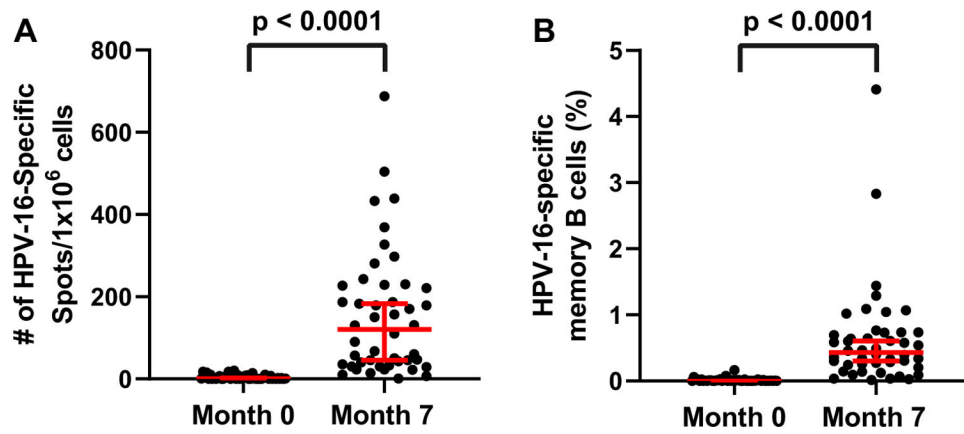 A
p < 0.0001
# of HPV-16-Specific
Spots/1x10⁶ cells
800
600
400
200
0
Month 0 Month 7
B
p < 0.0001
HPV-16-specific
memory B cells (%)
5
4
3
2
1
0
Month 0 Month 7